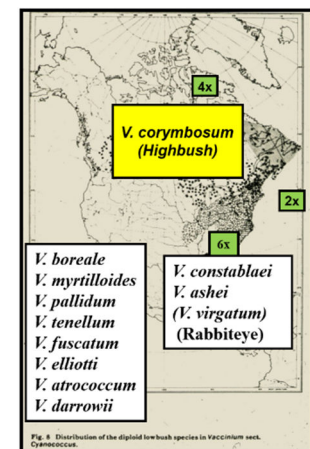 4x
V. corymbosum
(Highbush)
2x
6x
V. boreale
V. myrtilloides
V. pallidum
V. tenellum
V. fuscatum
V. elliotti
V. atrococcum
V. darrowii
V. constablaei
V. ashei
(V. virgatum)
(Rabbiteye)
Fig. 8 Distribution of the diploid lowbush species in Vaccinium sect.
Cyanococcus.